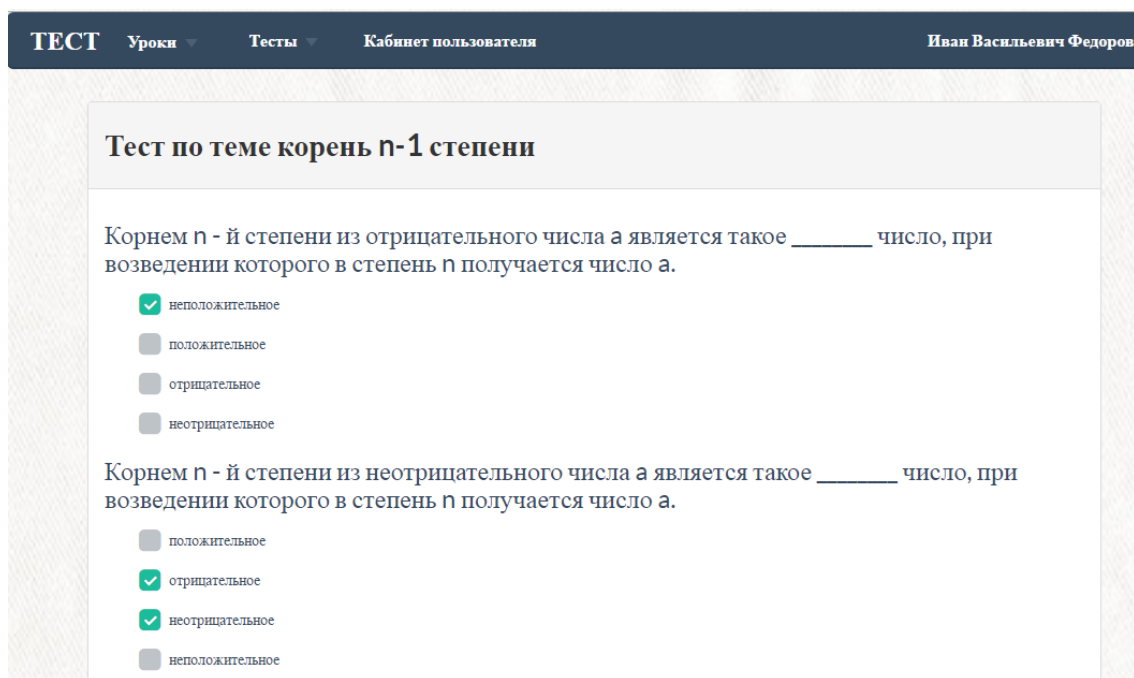 ТЕСТ Уроки Тесты Кабинет пользователя Иван Васильевич Федоров
Тест по теме корень n-1 степени
Корнем n - й степени из отрицательного числа a является такое ________ число, при
возведении которого в степень n получается число a.
неположительное
положительное
отрицательное
неотрицательное
Корнем n - й степени из неотрицательного числа a является такое ________ число, при
возведении которого в степень n получается число a.
положительное
отрицательное
неотрицательное
неположительное